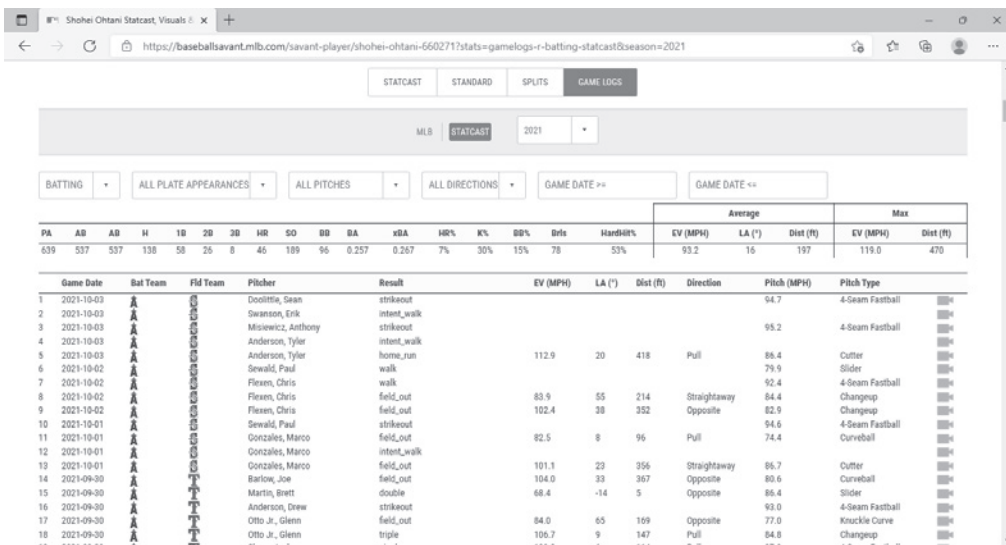 Shohei Ohtani Statcast, Visuals &
https://baseballsavant.mlb.com/savant-player/shohei-ohtani-660271?stats=gamelogs-r-batting-statcast&season=2021
STATCAST STANDARD SPLITS GAME LOGS
MLB STATCAST 2021
BATTING ALL PLATE APPEARANCES ALL PITCHES ALL DIRECTIONS GAME DATE >= GAME DATE <=
Average Max
PA AB AB H 1B 2B 3B HR SO BB BA xBA HR% K% BB% Brls HardHit% EV (MPH) LA (°) Dist (ft) EV (MPH) Dist (ft)
639 537 537 138 58 26 8 46 189 96 0.257 0.267 7% 30% 15% 78 53% 93.2 16 197 119.0 470
Game Date Bat Team Fld Team Pitcher Result EV (MPH) LA (°) Dist (ft) Direction Pitch (MPH) Pitch Type
1 2021-10-03 Doolittle, Sean strikeout 94.7 4-Seam Fastball
2 2021-10-03 Swanson, Erik intent_walk
3 2021-10-03 Misiewicz, Anthony strikeout 95.2 4-Seam Fastball
4 2021-10-03 Anderson, Tyler intent_walk
5 2021-10-03 Anderson, Tyler home_run 112.9 20 418 Pull 86.4 Cutter
6 2021-10-02 Sewald, Paul walk 79.9 Slider
7 2021-10-02 Flexen, Chris walk 92.4 4-Seam Fastball
8 2021-10-02 Flexen, Chris field_out 83.9 55 214 Straightaway 84.4 Changeup
9 2021-10-02 Flexen, Chris field_out 102.4 38 352 Opposite 82.9 Changeup
10 2021-10-01 Sewald, Paul strikeout 94.6 4-Seam Fastball
11 2021-10-01 Gonzales, Marco field_out 82.5 8 96 Pull 74.4 Curveball
12 2021-10-01 Gonzales, Marco intent_walk
13 2021-10-01 Gonzales, Marco field_out 101.1 23 356 Straightaway 86.7 Cutter
14 2021-09-30 T Barlow, Joe field_out 104.0 33 367 Opposite 80.6 Curveball
15 2021-09-30 T Martin, Brett double 68.4 -14 5 Opposite 86.4 Slider
16 2021-09-30 T Anderson, Drew strikeout 93.0 4-Seam Fastball
17 2021-09-30 T Otto Jr., Glenn field_out 84.0 65 169 Opposite 77.0 Knuckle Curve
18 2021-09-30 T Otto Jr., Glenn triple 106.7 9 147 Pull 84.8 Changeup